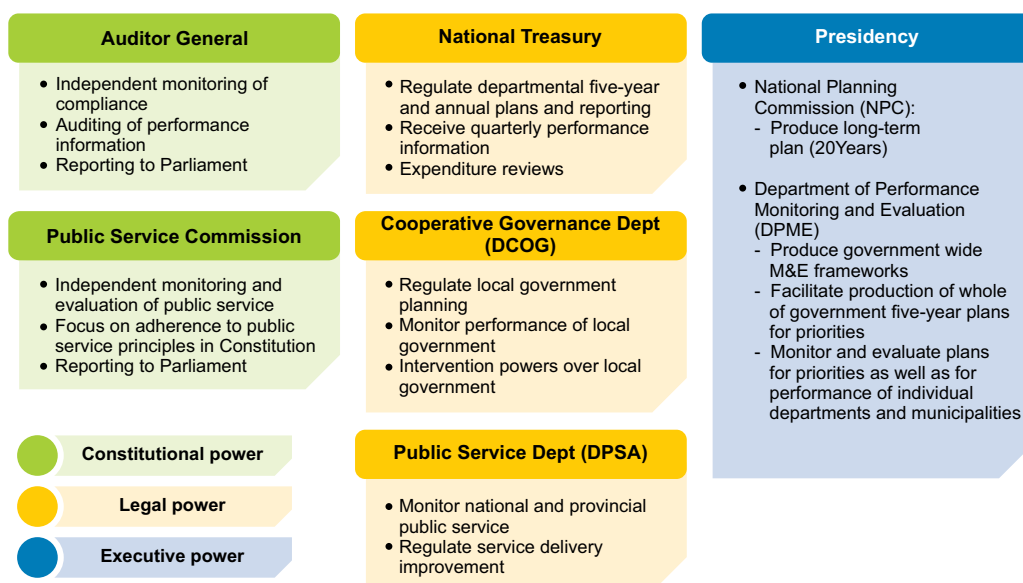 Auditor General
• Independent monitoring of
compliance
• Auditing of performance
information
• Reporting to Parliament
Public Service Commission
• Independent monitoring and
evaluation of public service
• Focus on adherence to public
service principles in Constitution
• Reporting to Parliament
Constitutional power
Legal power
Executive power
National Treasury
• Regulate departmental five-year
and annual plans and reporting
• Receive quarterly performance
information
• Expenditure reviews
Cooperative Governance Dept
(DCOG)
• Regulate local government
planning
• Monitor performance of local
government
• Intervention powers over local
government
Public Service Dept (DPSA)
• Monitor national and provincial
public service
• Regulate service delivery
improvement
Presidency
• National Planning
Commission (NPC):
- Produce long-term
plan (20Years)
• Department of Performance
Monitoring and Evaluation
(DPME)
- Produce government wide
M&E frameworks
- Facilitate production of whole
of government five-year plans
for priorities
- Monitor and evaluate plans
for priorities as well as for
performance of individual
departments and municipalities